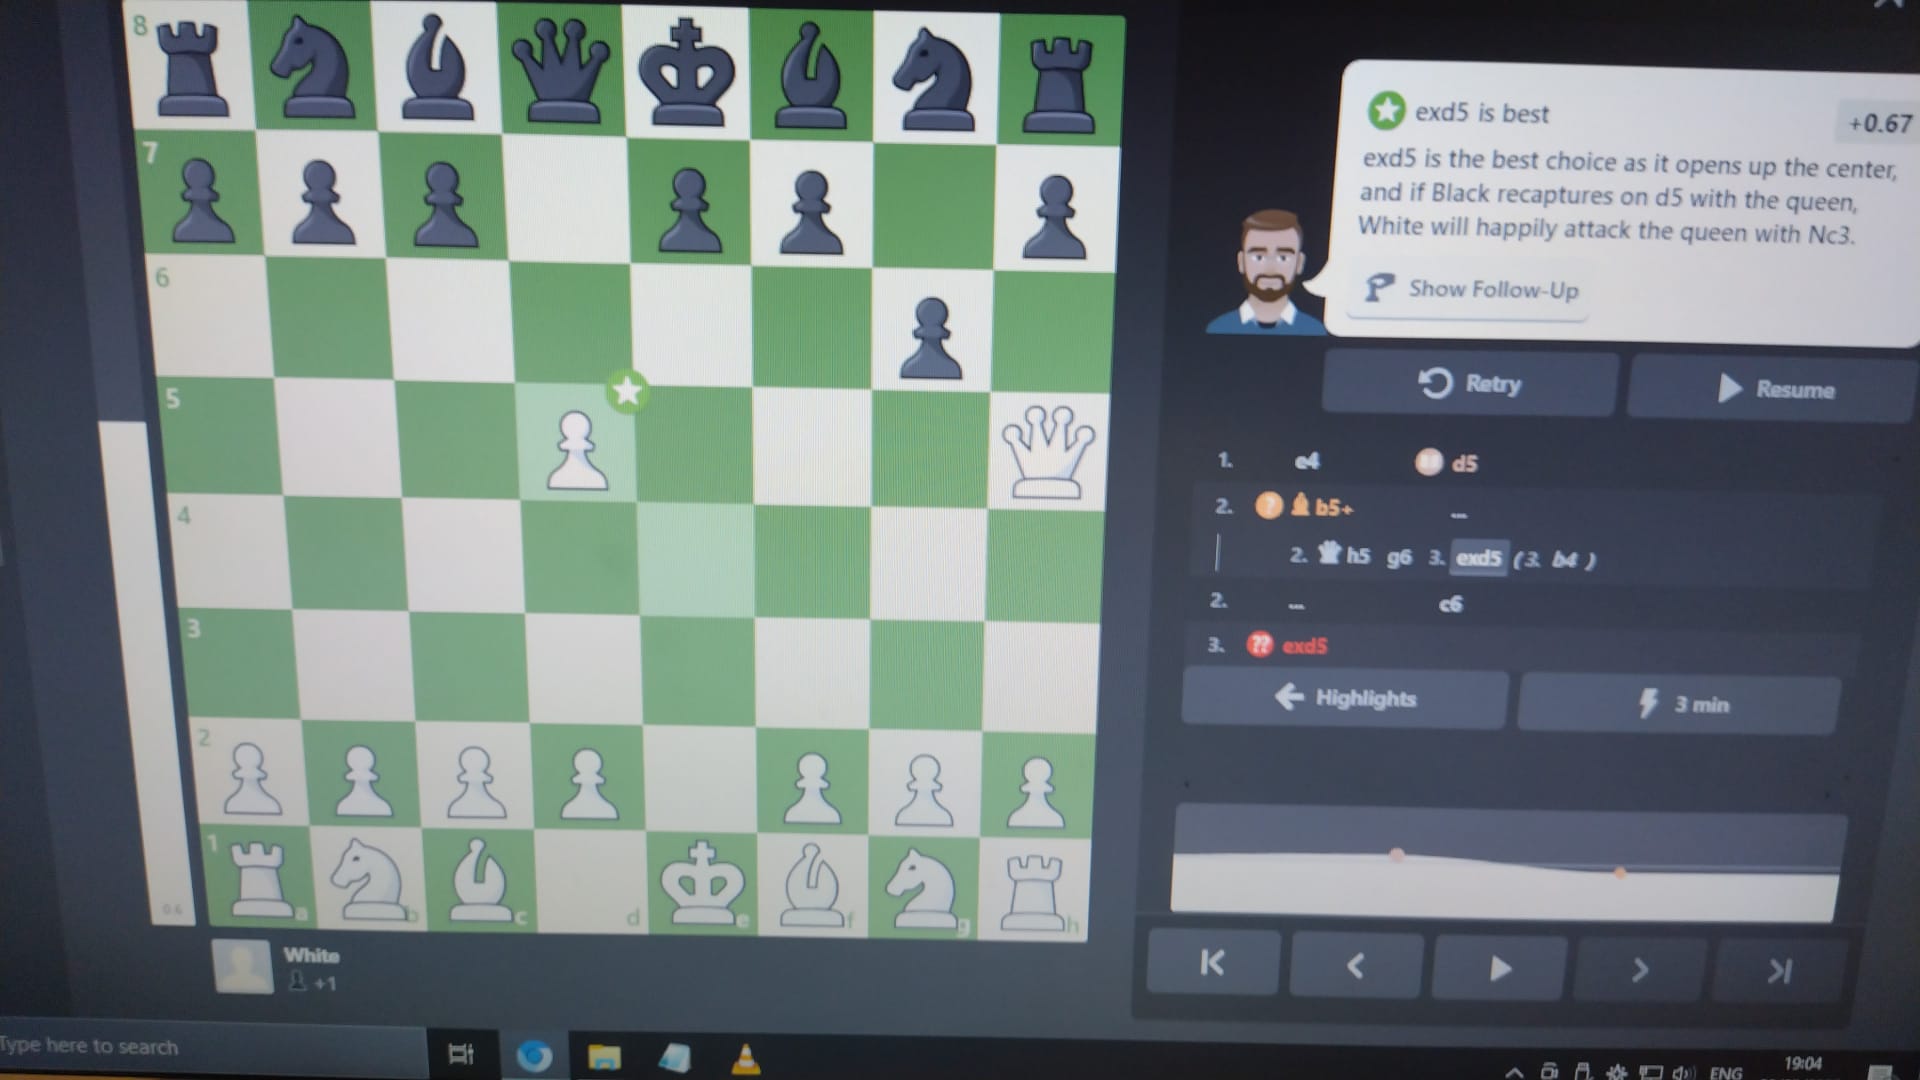 8
7
6
5
4
3
2
1
a b c d e f g h
0.6
White
+1
exd5 is best
+0.67
exd5 is the best choice as it opens up the center,
and if Black recaptures on d5 with the queen,
White will happily attack the queen with Nc3.
Show Follow-Up
Retry
Resume
1. e4 d5
2. ? b5+ ...
2. h5 g6 3. exd5 (3. b4 )
2. ... c6
3. ?? exd5
Highlights
3 min
Type here to search
ENG
19:04